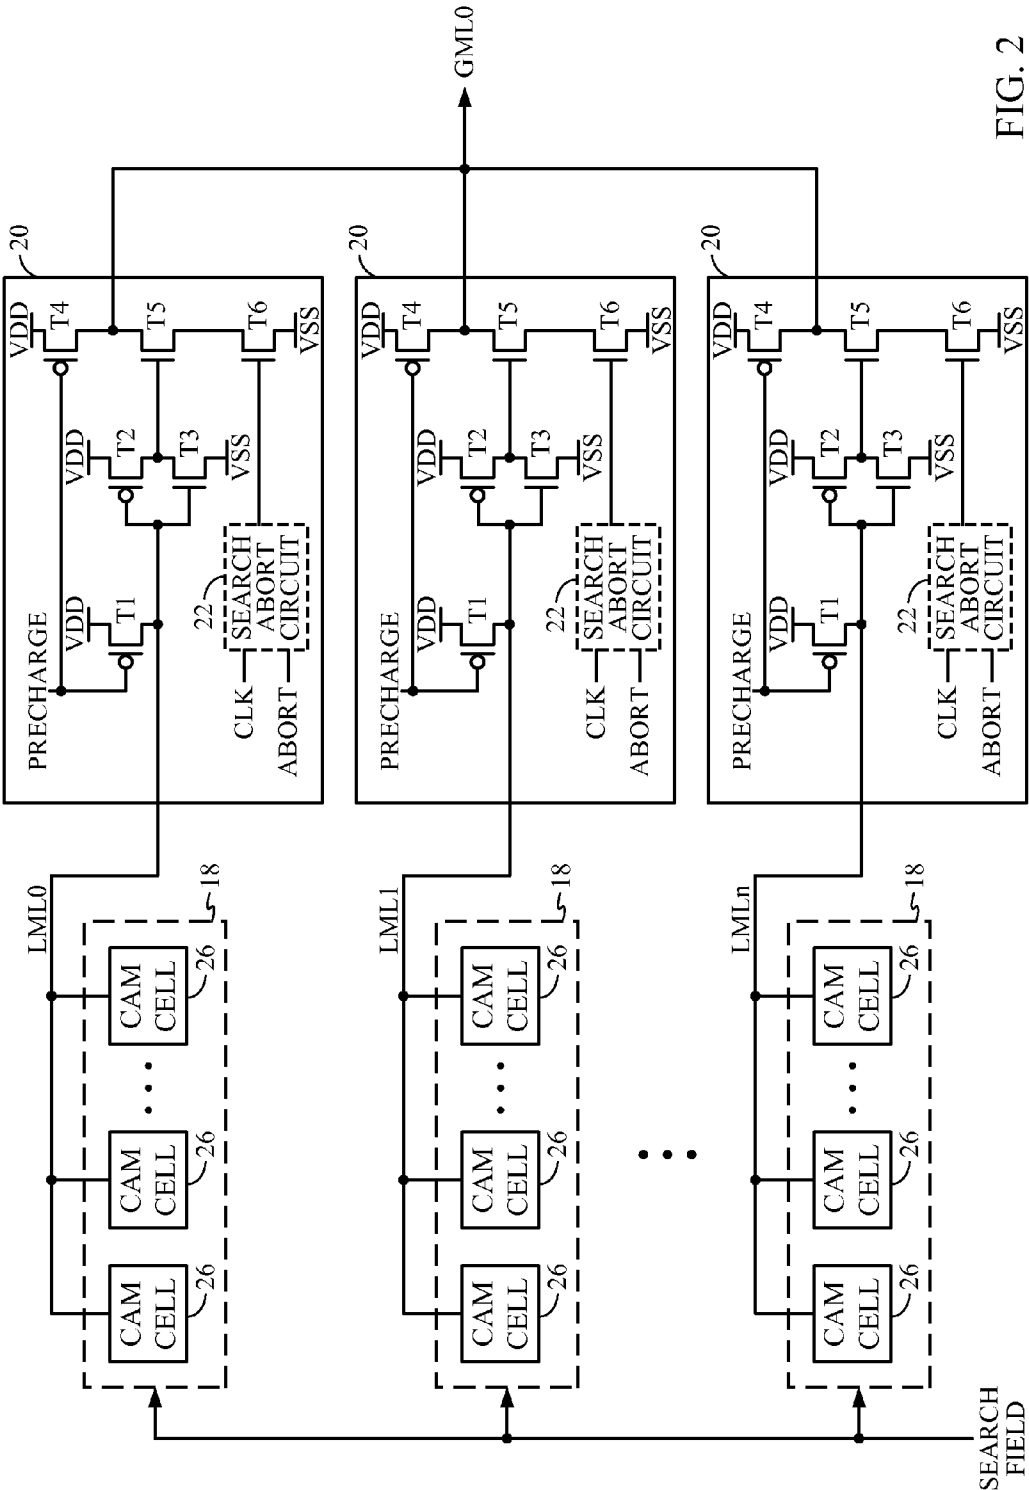 20
VDD
T4
T5
T6
VSS
VDD
T2
T3
VSS
PRECHARGE
VDD
T1
22
SEARCH
ABORT
CIRCUIT
CLK
ABORT
LML0
18
CAM
CELL
26
CAM
CELL
26
CAM
CELL
26
GML0
20
VDD
T4
T5
T6
VSS
VDD
T2
T3
VSS
PRECHARGE
VDD
T1
22
SEARCH
ABORT
CIRCUIT
CLK
ABORT
LML1
18
CAM
CELL
26
CAM
CELL
26
CAM
CELL
26
20
VDD
T4
T5
T6
VSS
VDD
T2
T3
VSS
PRECHARGE
VDD
T1
22
SEARCH
ABORT
CIRCUIT
CLK
ABORT
LMLn
18
CAM
CELL
26
CAM
CELL
26
CAM
CELL
26
SEARCH
FIELD
FIG. 2